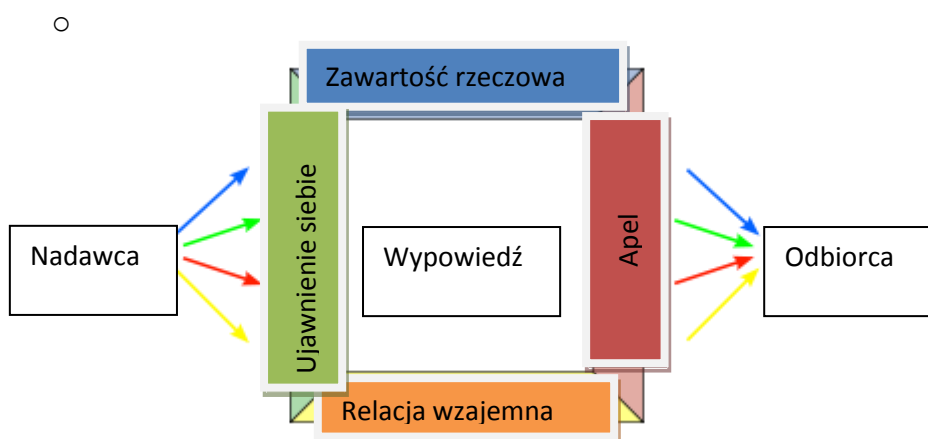 Zawartość rzeczowa
Nadawca
Ujawnienie siebie
Wypowiedź
Apel
Odbiorca
Relacja wzajemna